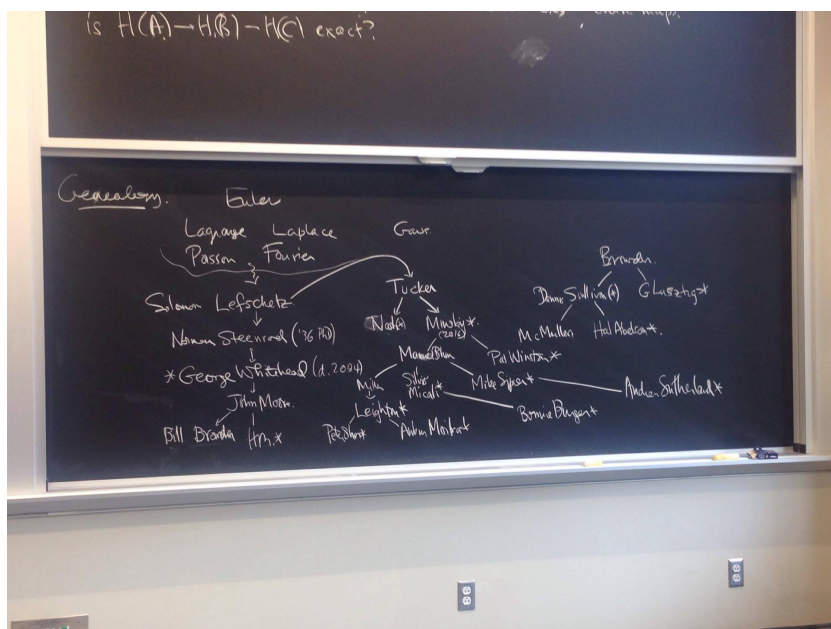 is H(A)→H(B)→H(C) exact?
Genealogy. Euler
Lagrange Laplace Gauss
Poisson Fourier
Browder
Tucker
Solomon Lefschetz
Dennis Sullivan(*) G Lusztig*
Nash(*) Minsky*
(2016)
Norman Steenrod ('36 PhD)
McMullen Hal Abelson*
Manuel Blum
Pat Winston*
*George Whitehead (d. 2004)
Mike Sipser* Andrew Sutherland*
Silvio
Micali*
John Moore
Leighton* Bonnie Berger*
Bill Browder Hrm*
Peter Shor* Ankur Moitra*